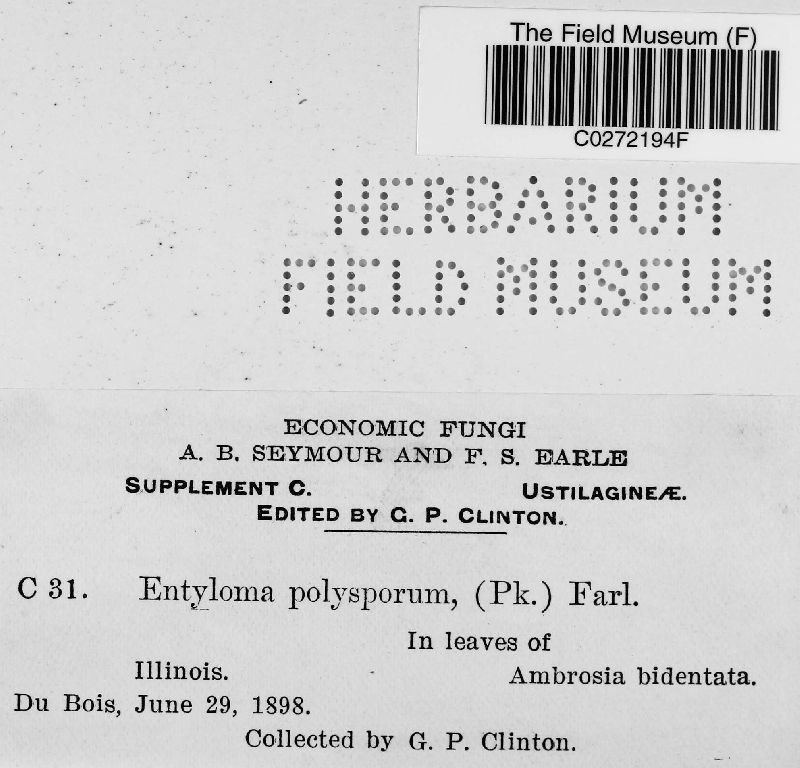 The Field Museum (F)
C0272194F
HERBARIUM
FIELD MUSEUM
ECONOMIC FUNGI
A. B. SEYMOUR AND F. S. EARLE
SUPPLEMENT C. USTILAGINEÆ.
EDITED BY G. P. CLINTON.
C 31. Entyloma polysporum, (Pk.) Farl.
In leaves of
Illinois. Ambrosia bidentata.
Du Bois, June 29, 1898.
Collected by G. P. Clinton.